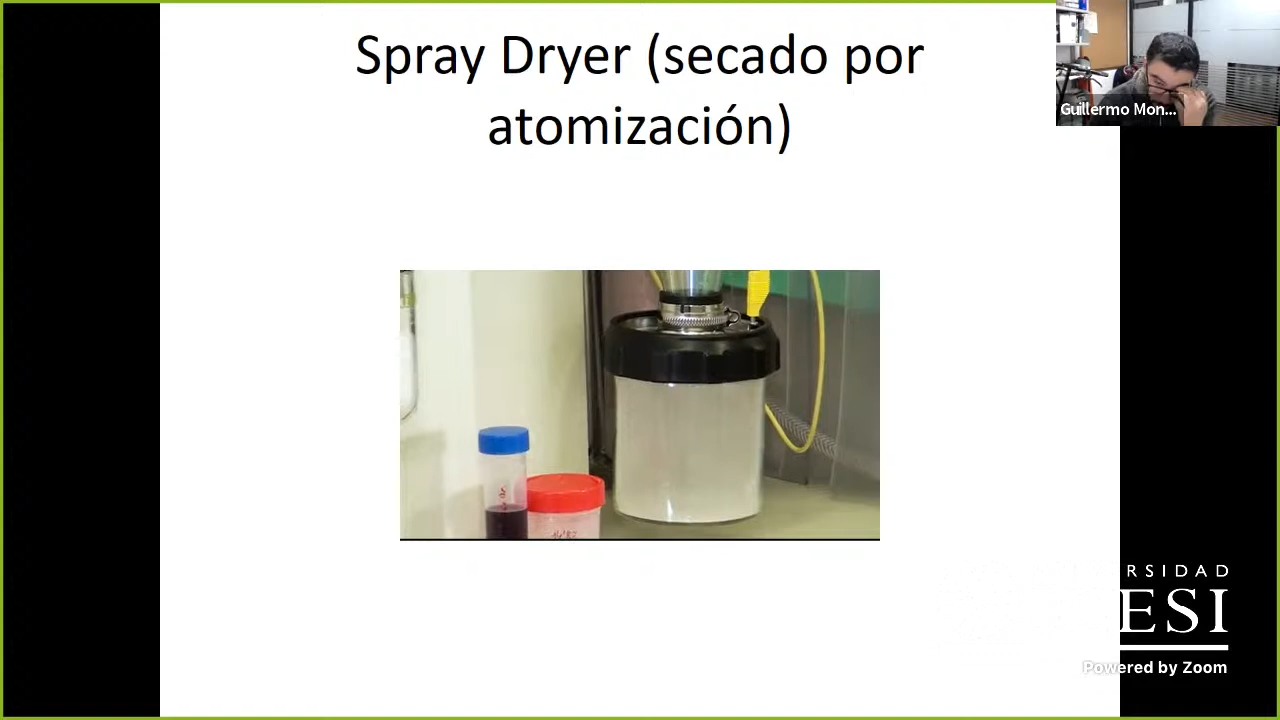 Spray Dryer (secado por
atomización)
Guillermo Mon...
RSIDAD
ESI
Powered by Zoom